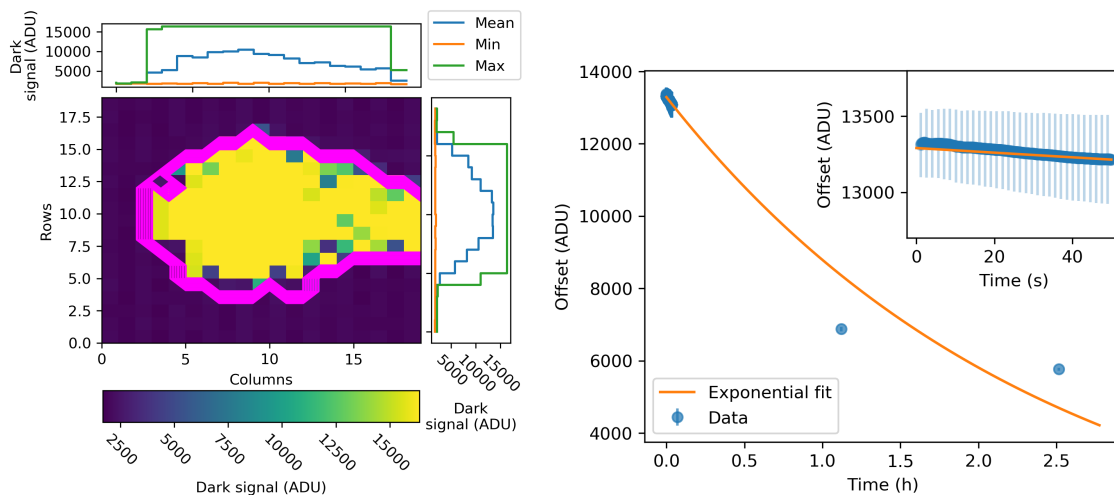 15000
10000
5000
Dark
signal (ADU)
Mean
Min
Max
17.5
15.0
12.5
10.0
7.5
5.0
2.5
0.0
Rows
0
5
10
15
Columns
5000
10000
15000
Dark
signal (ADU)
2500
5000
7500
10000
12500
15000
Dark signal (ADU)
14000
12000
10000
8000
6000
4000
Offset (ADU)
0.0
0.5
1.0
1.5
2.0
2.5
Time (h)
Exponential fit
Data
13500
13000
Offset (ADU)
0
20
40
Time (s)